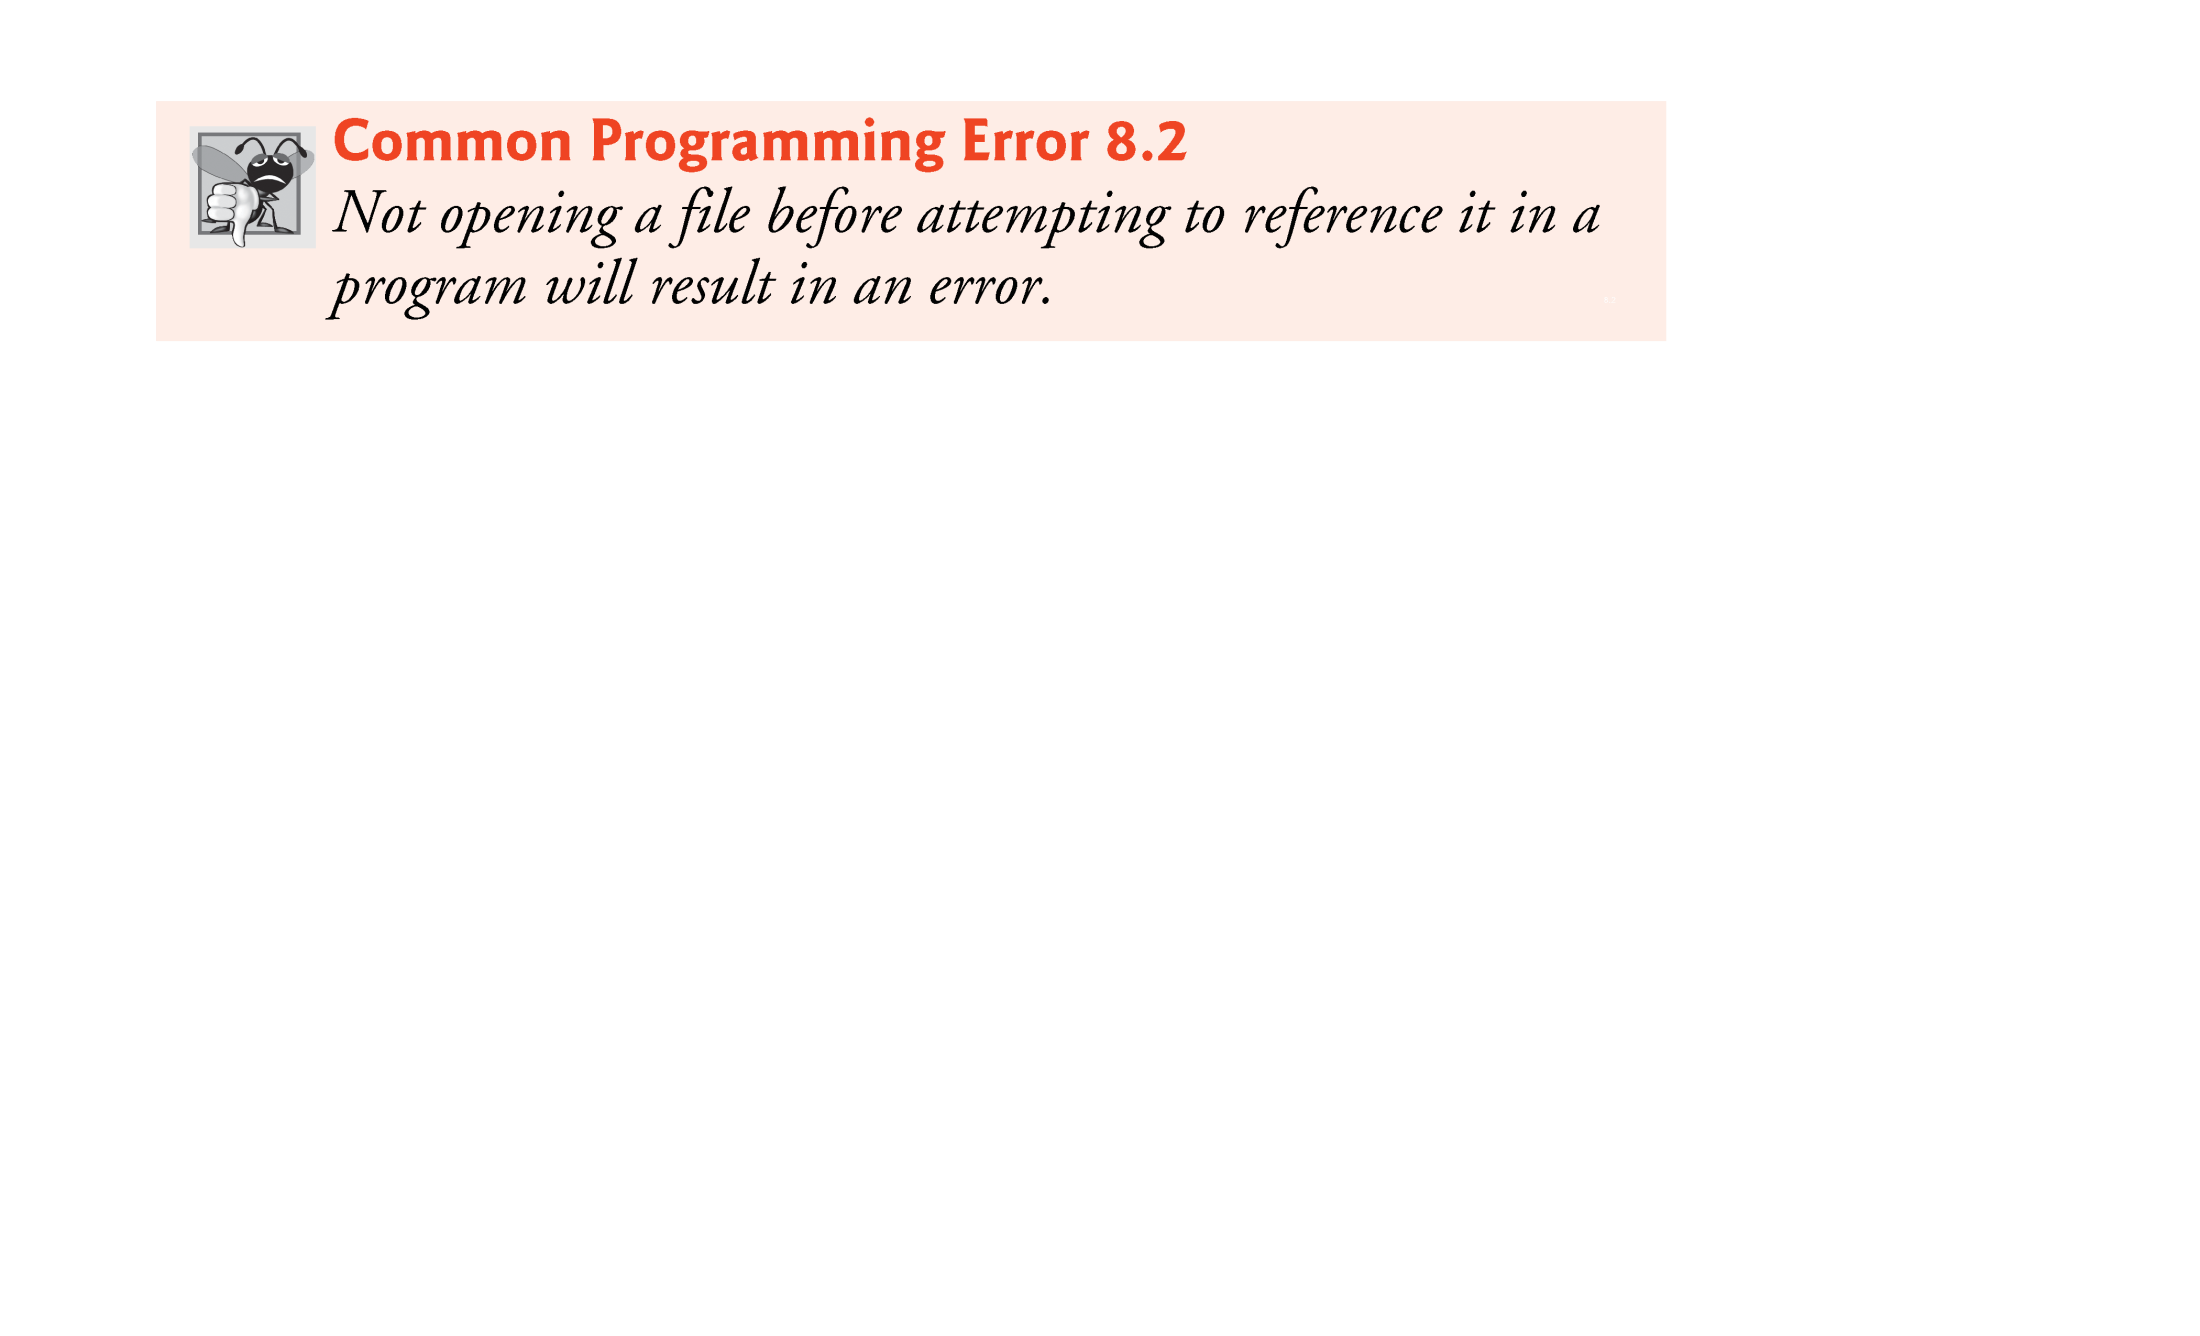 Common Programming Error 8.2
Not opening a file before attempting to reference it in a
program will result in an error.